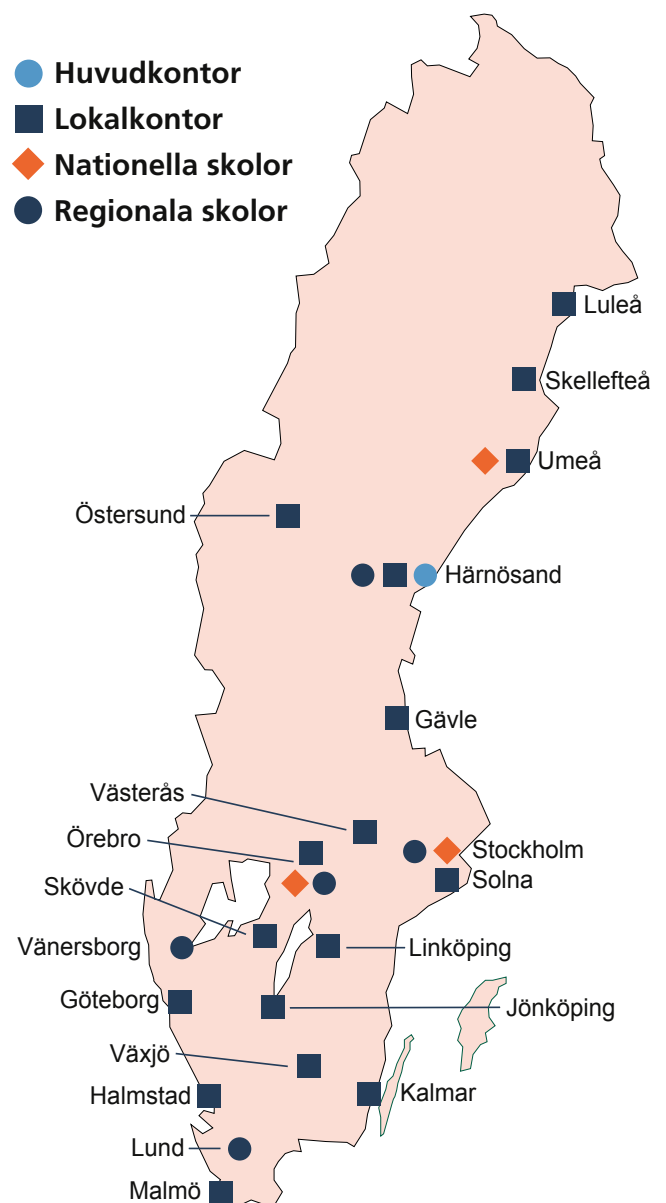 Huvudkontor
Lokalkontor
Nationella skolor
Regionala skolor
Luleå
Skellefteå
Umeå
Östersund
Härnösand
Gävle
Västerås
Örebro
Stockholm
Skövde
Solna
Vänersborg
Linköping
Göteborg
Jönköping
Växjö
Halmstad
Kalmar
Lund
Malmö